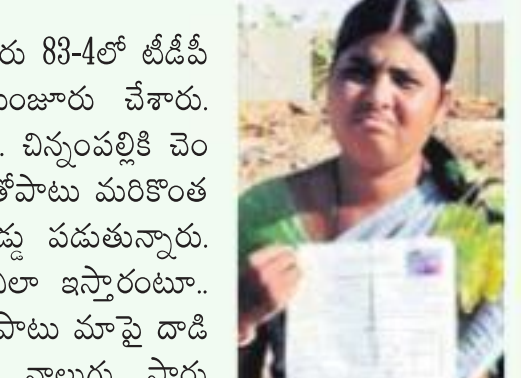 రు 83-4లో టీడీపీ
ంజూరు చేశారు.
. చిన్నంపల్లికి చెం
తోపాటు మరికొంత
డ్డు పడుతున్నారు.
ఇస్తారంటూ..
పాటు మాపై దాడి